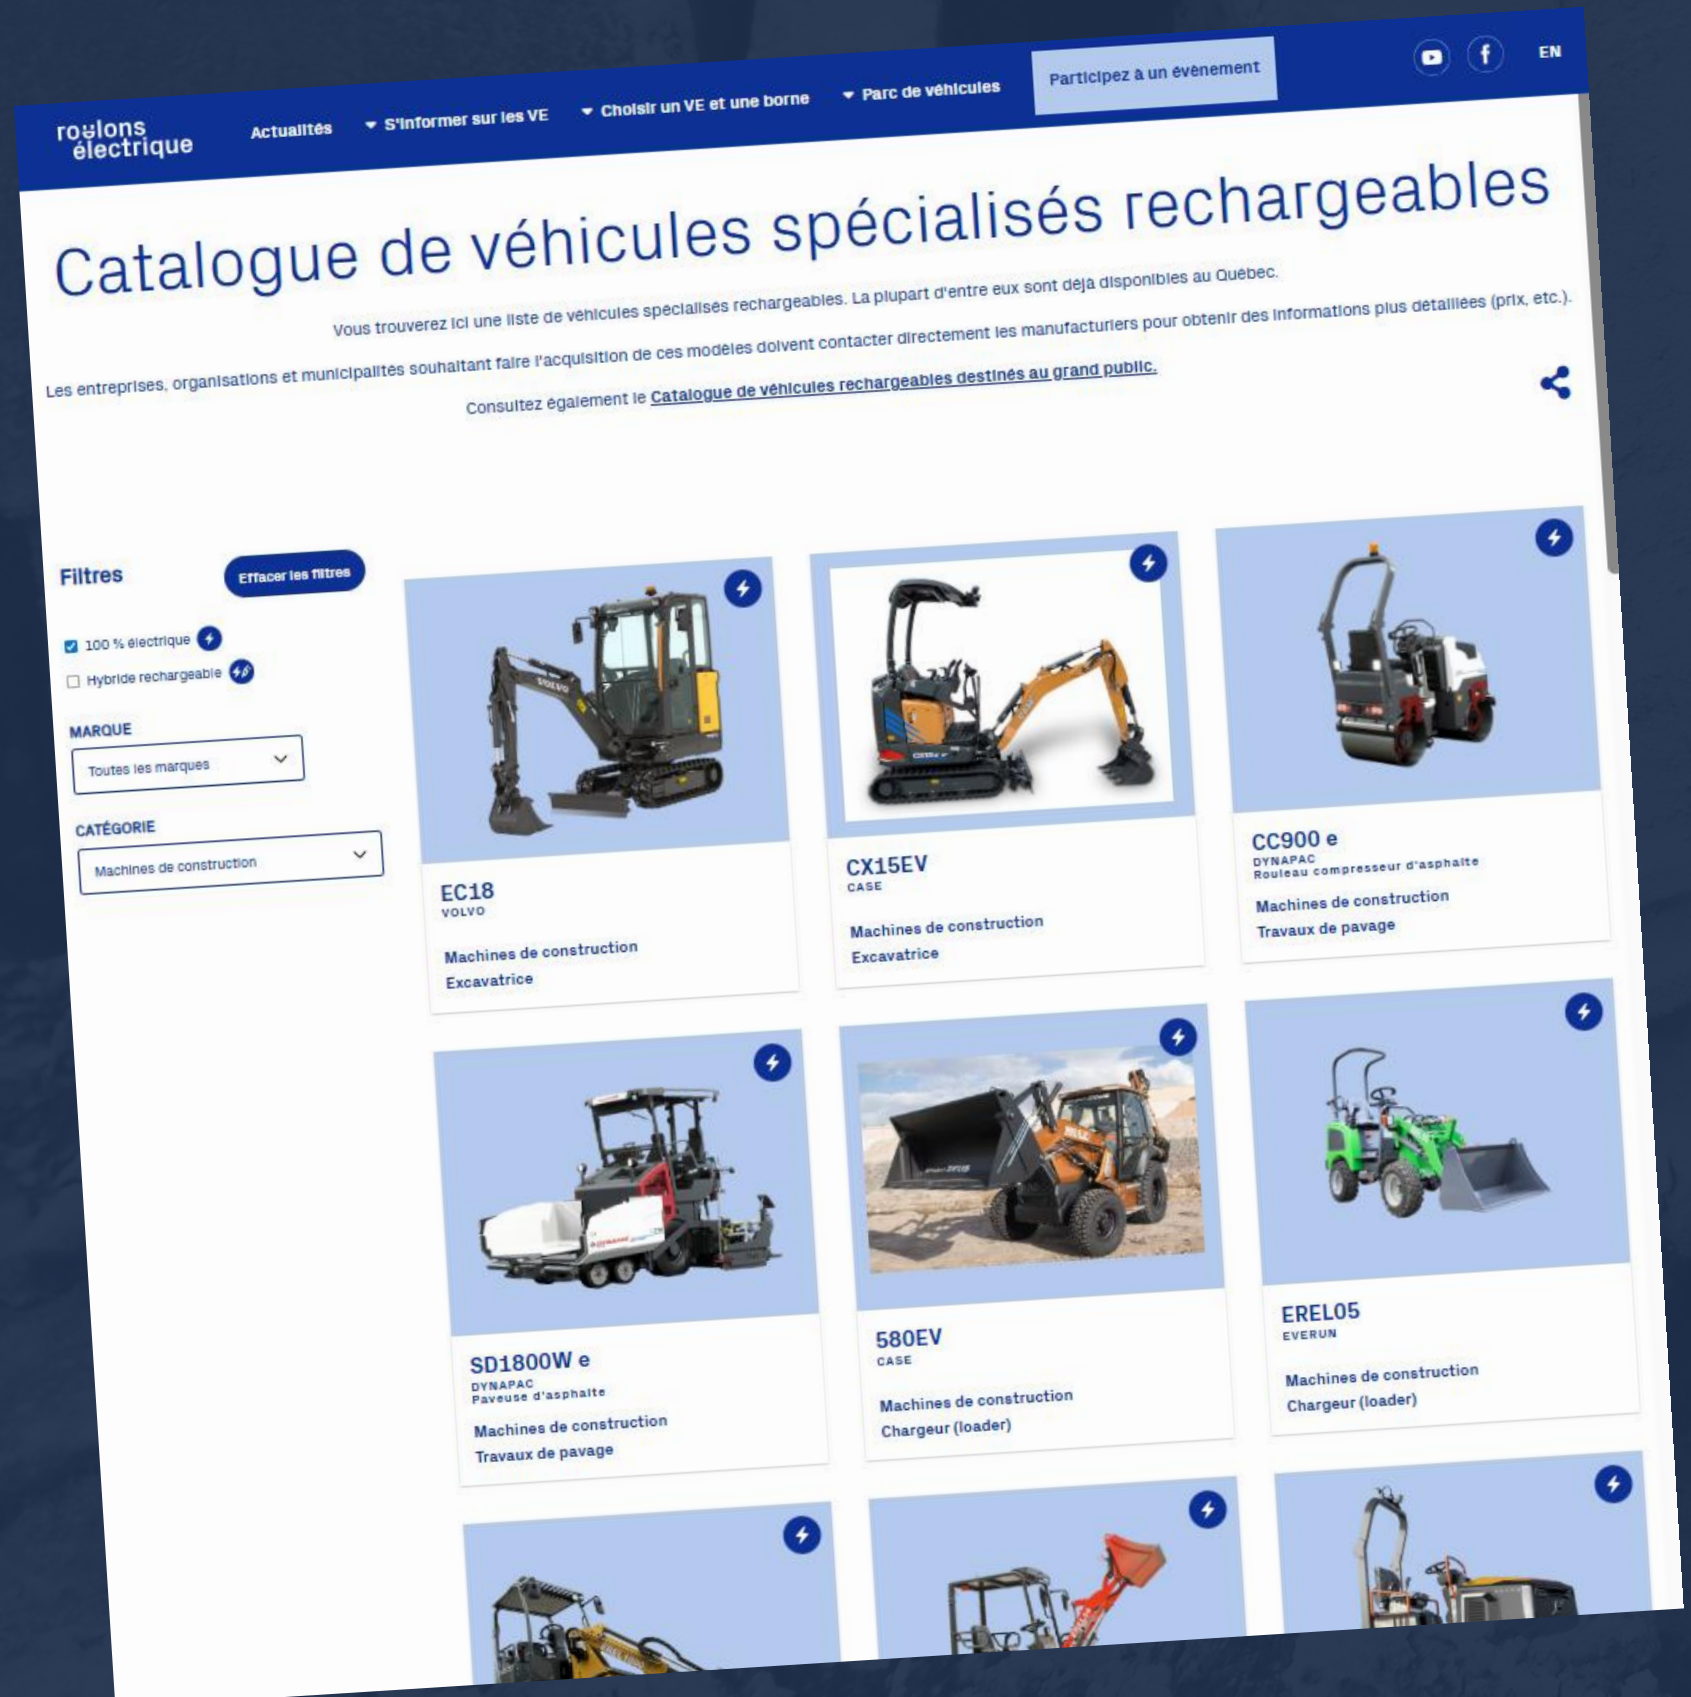 roulons
électrique
Actualités
S'informer sur les VE
Choisir un VE et une borne
Parc de véhicules
Participez à un évènement
EN
Catalogue de véhicules spécialisés rechargeables
Vous trouverez ici une liste de véhicules spécialisés rechargeables. La plupart d'entre eux sont déjà disponibles au Québec.
Les entreprises, organisations et municipalités souhaitant faire l'acquisition de ces modèles doivent contacter directement les manufacturiers pour obtenir des informations plus détaillées (prix, etc.).
Consultez également le Catalogue de véhicules rechargeables destinés au grand public.
Filtres
Effacer les filtres
100 % électrique
Hybride rechargeable
MARQUE
Toutes les marques
CATÉGORIE
Machines de construction
VOLVO
EC18
VOLVO
Machines de construction
Excavatrice
CX15EV
CASE
Machines de construction
Excavatrice
CC900 e
DYNAPAC
Rouleau compresseur d'asphalte
Machines de construction
Travaux de pavage
DYNAPAC
SD1800W e
DYNAPAC
Paveuse d'asphalte
Machines de construction
Travaux de pavage
580EV
CASE
Machines de construction
Chargeur (loader)
EREL05
EVERUN
Machines de construction
Chargeur (loader)